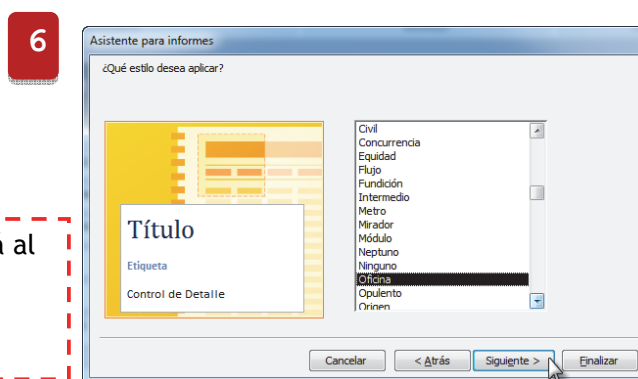 6
Asistente para informes
¿Qué estilo desea aplicar?
Título
Etiqueta
Control de Detalle
Civil
Concurrencia
Equidad
Flujo
Fundición
Intermedio
Metro
Mirador
Módulo
Neptuno
Ninguno
Oficina
Opulento
Origen
al
Cancelar
< Atrás
Siguiente >
Finalizar